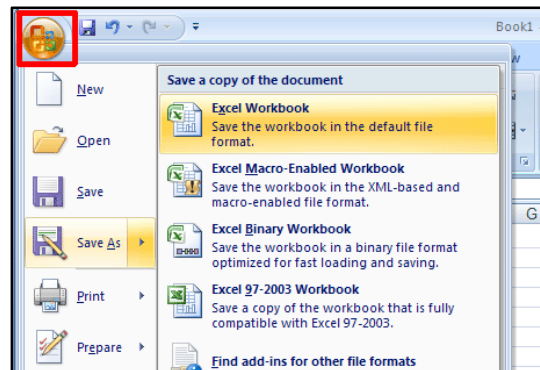 Book1
New
Open
Save
Save As
Print
Prepare
Save a copy of the document
Excel Workbook
Save the workbook in the default file
format.
Excel Macro-Enabled Workbook
Save the workbook in the XML-based and
macro-enabled file format.
Excel Binary Workbook
Save the workbook in a binary file format
optimized for fast loading and saving.
Excel 97-2003 Workbook
Save a copy of the workbook that is fully
compatible with Excel 97-2003.
Find add-ins for other file formats
G